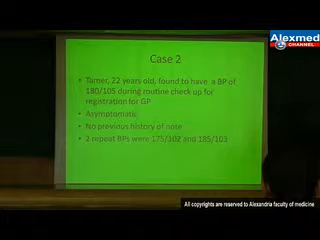 Alexmed
CHANNEL
Case 2
• Tamer, 22 years old, found to have a BP of
180/105 during routine check up for
registration for GP
• Asymptomatic
• No previous history of note
• 2 repeat BPs were 175/102 and 185/103
All copyrights are reserved to Alexandria faculty of medicine